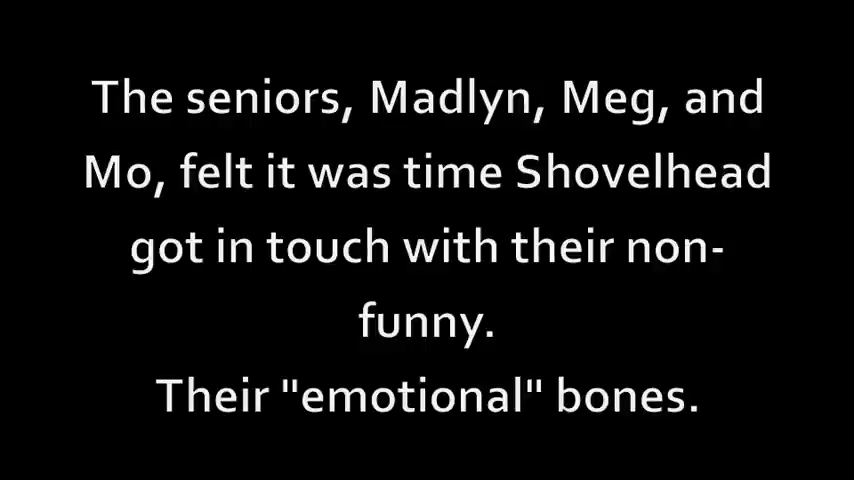 The seniors, Madlyn, Meg, and
Mo, felt it was time Shovelhead
got in touch with their non-
funny.
Their "emotional" bones.